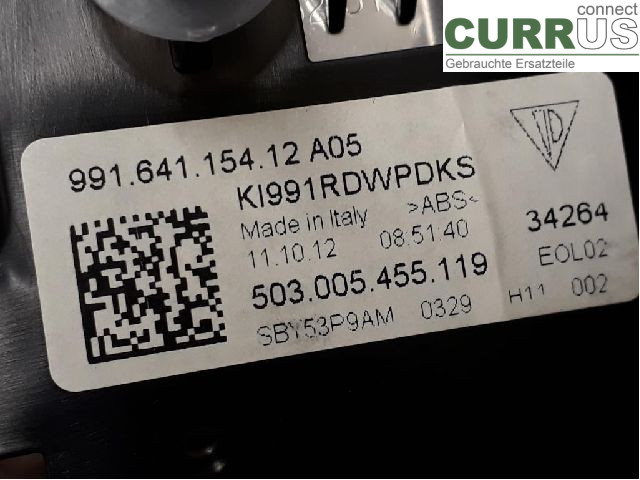 connect
CURRUS
Gebrauchte Ersatzteile
991.641.154.12 A05
KI991RDWPDKS
Made in Italy >ABS<
11.10.12 08.51.40
34264
503.005.455.119
EOL02
SBY53P9AM 0329 H11 002